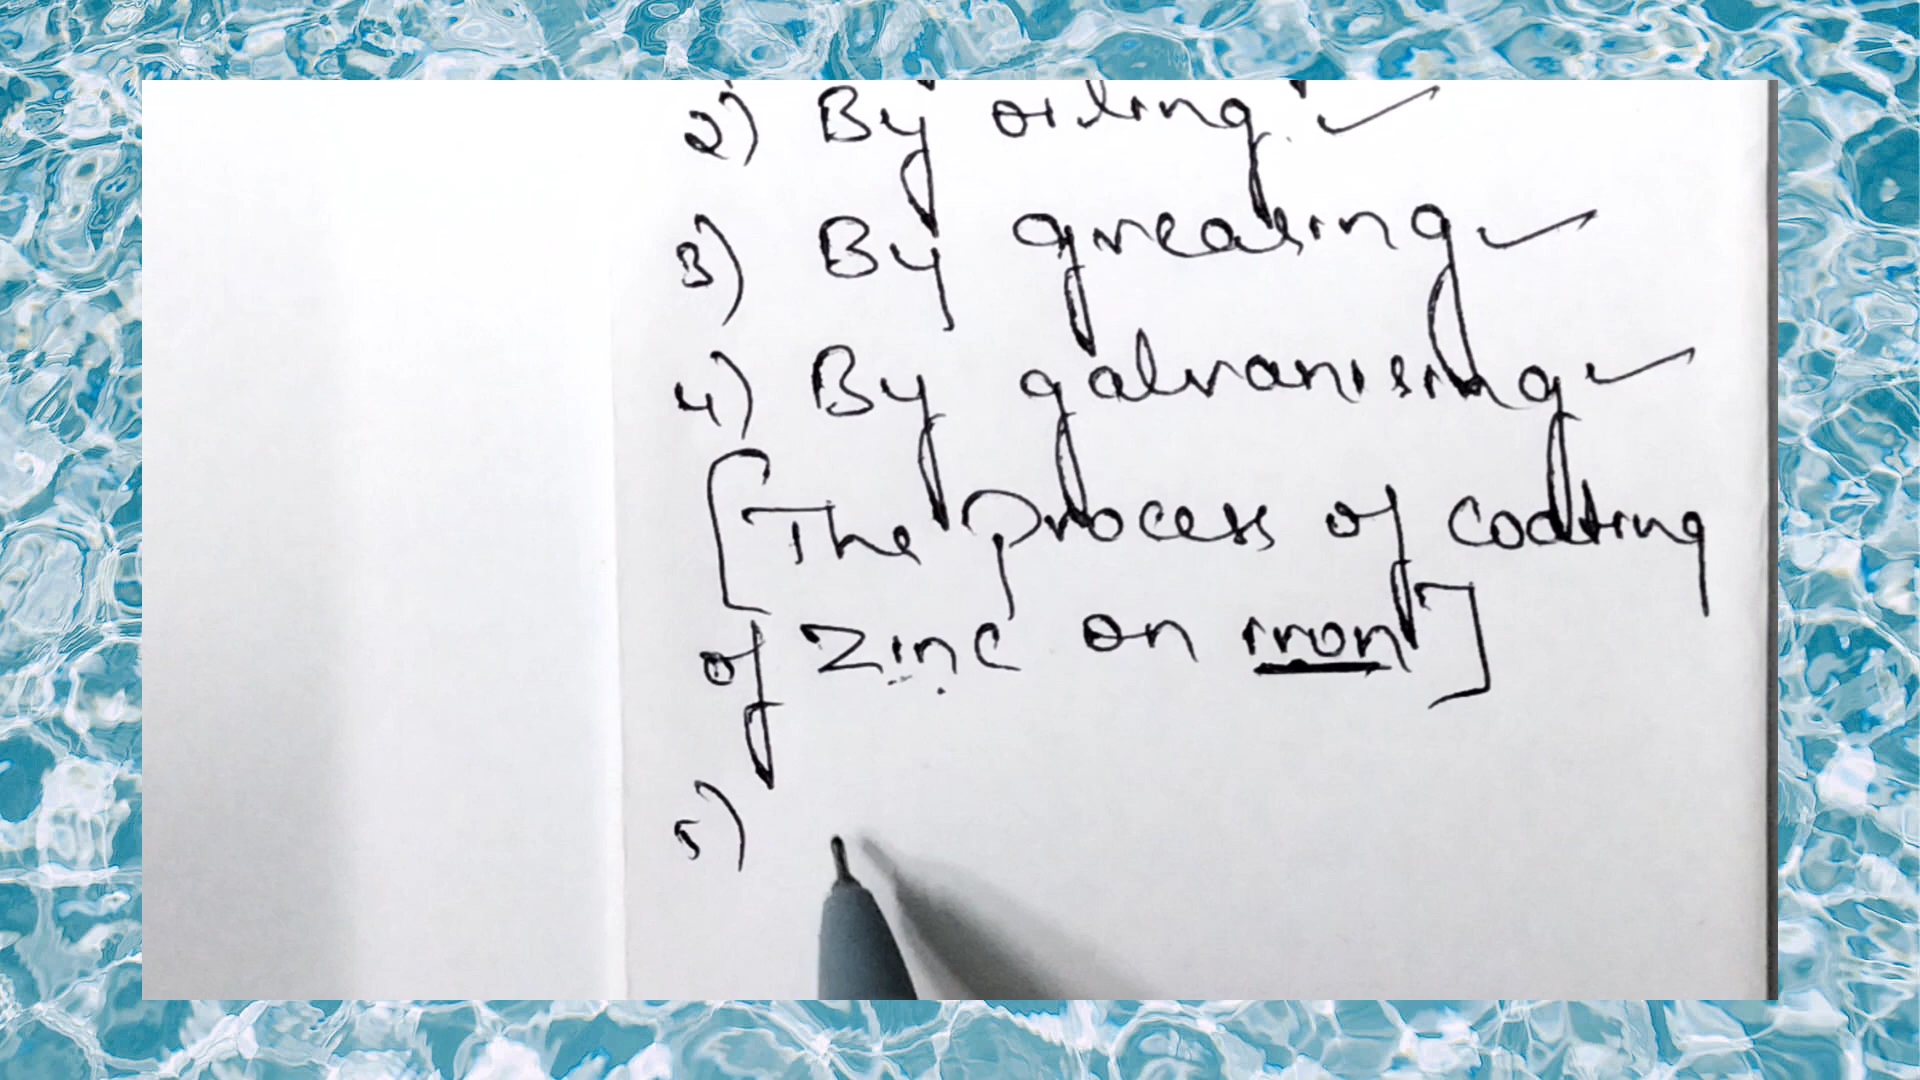 2) By oiling
3) By greasing
4) By galvanising
[The process of coating
of Zinc on iron]
5)